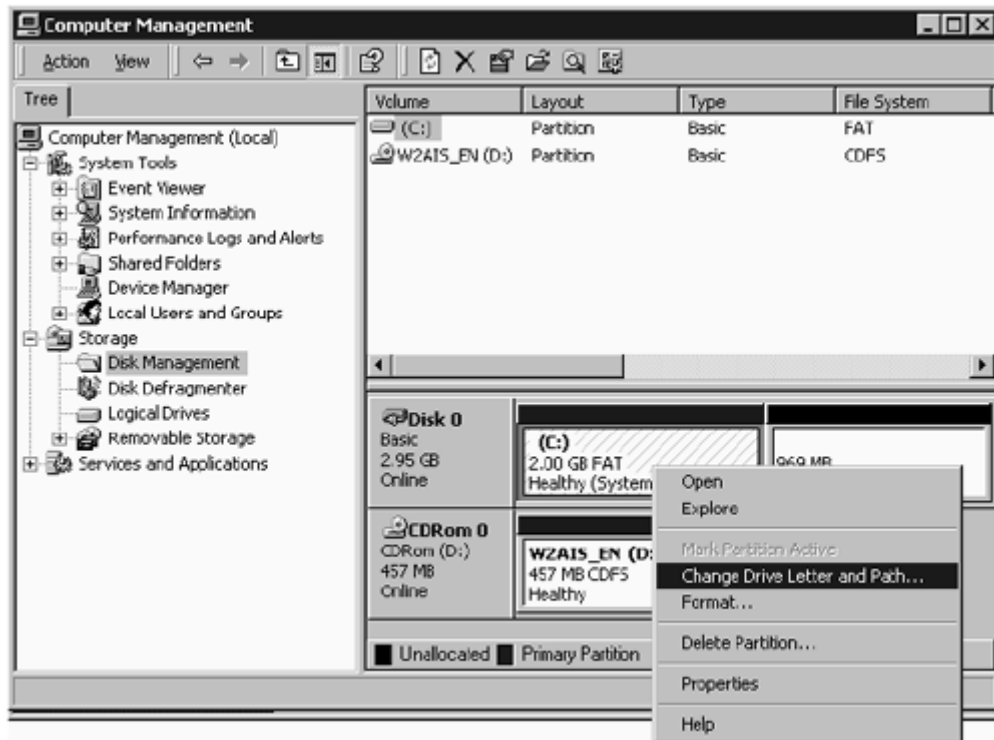 Computer Management
Action View
Tree
Volume Layout Type File System
Computer Management (Local)
System Tools
Event Viewer
System Information
Performance Logs and Alerts
Shared Folders
Device Manager
Local Users and Groups
Storage
Disk Management
Disk Defragmenter
Logical Drives
Removable Storage
Services and Applications
(C:) Partition Basic FAT
W2AIS_EN (D:) Partition Basic CDFS
Disk 0
Basic
2.95 GB
Online
(C:)
2.00 GB FAT
Healthy (System
969 MB
CDRom 0
CDRom (D:)
457 MB
Online
W2AIS_EN (D:
457 MB CDFS
Healthy
Unallocated Primary Partition
Open
Explore
Mark Partition Active
Change Drive Letter and Path...
Format...
Delete Partition...
Properties
Help